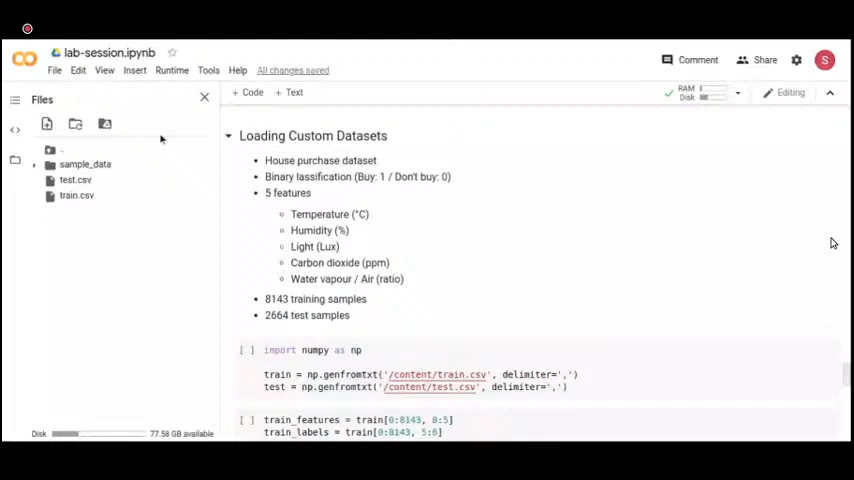 lab-session.ipynb
File Edit View Insert Runtime Tools Help All changes saved
Comment Share S
Files
+ Code + Text
RAM
Disk
Editing
..
sample_data
test.csv
train.csv
Disk 77.58 GB available
Loading Custom Datasets
House purchase dataset
Binary lassification (Buy: 1 / Don't buy: 0)
5 features
Temperature (°C)
Humidity (%)
Light (Lux)
Carbon dioxide (ppm)
Water vapour / Air (ratio)
8143 training samples
2664 test samples
[ ] import numpy as np
train = np.genfromtxt('/content/train.csv', delimiter=',')
test = np.genfromtxt('/content/test.csv', delimiter=',')
[ ] train_features = train[0:8143, 0:5]
train_labels = train[0:8143, 5:6]